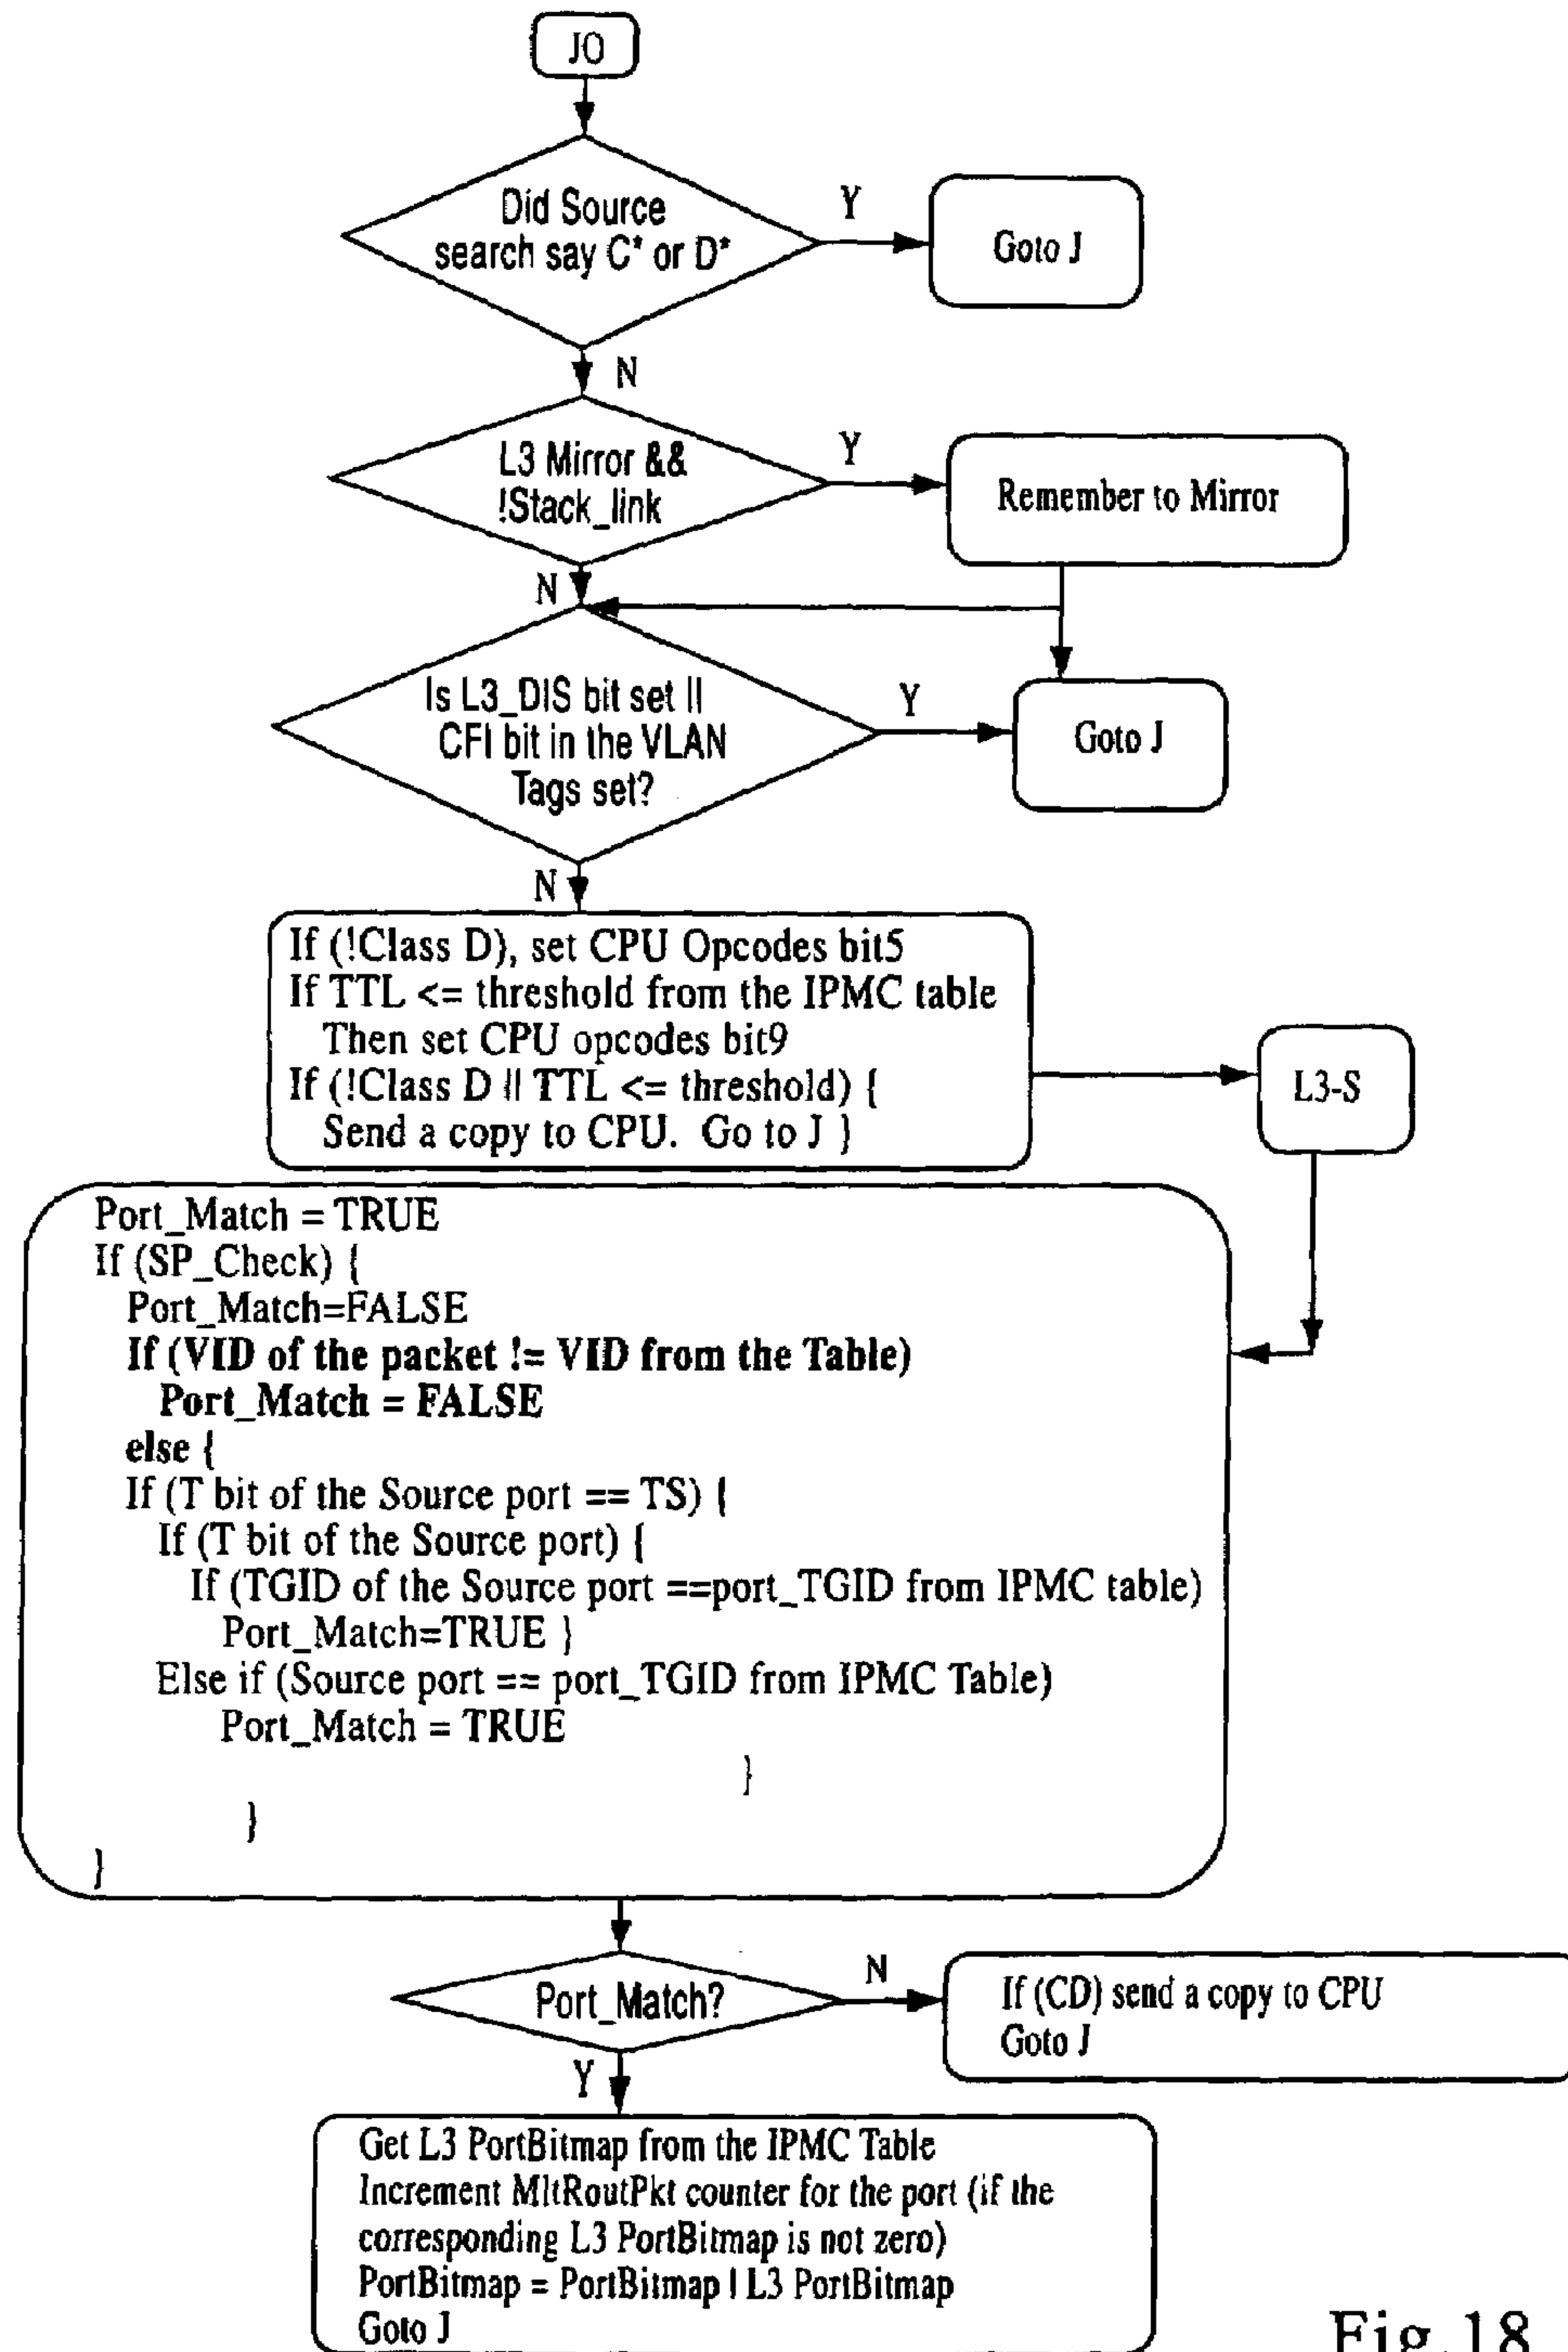 JO
Did Source
search say C* or D*
Y
Goto J
N
L3 Mirror &&
!Stack_link
Y
Remember to Mirror
N
Is L3_DIS bit set ||
CFI bit in the VLAN
Tags set?
Y
Goto J
N
If (!Class D), set CPU Opcodes bit5
If TTL <= threshold from the IPMC table
Then set CPU opcodes bit9
If (!Class D || TTL <= threshold) {
Send a copy to CPU. Go to J }
L3-S
Port_Match = TRUE
If (SP_Check) {
Port_Match=FALSE
If (VID of the packet != VID from the Table)
Port_Match = FALSE
else {
If (T bit of the Source port == TS) {
If (T bit of the Source port) {
If (TGID of the Source port ==port_TGID from IPMC table)
Port_Match=TRUE }
Else if (Source port == port_TGID from IPMC Table)
Port_Match = TRUE
}
}
}
Port_Match?
N
If (CD) send a copy to CPU
Goto J
Y
Get L3 PortBitmap from the IPMC Table
Increment MltRoutPkt counter for the port (if the
corresponding L3 PortBitmap is not zero)
PortBitmap = PortBitmap | L3 PortBitmap
Goto J
Fig.18